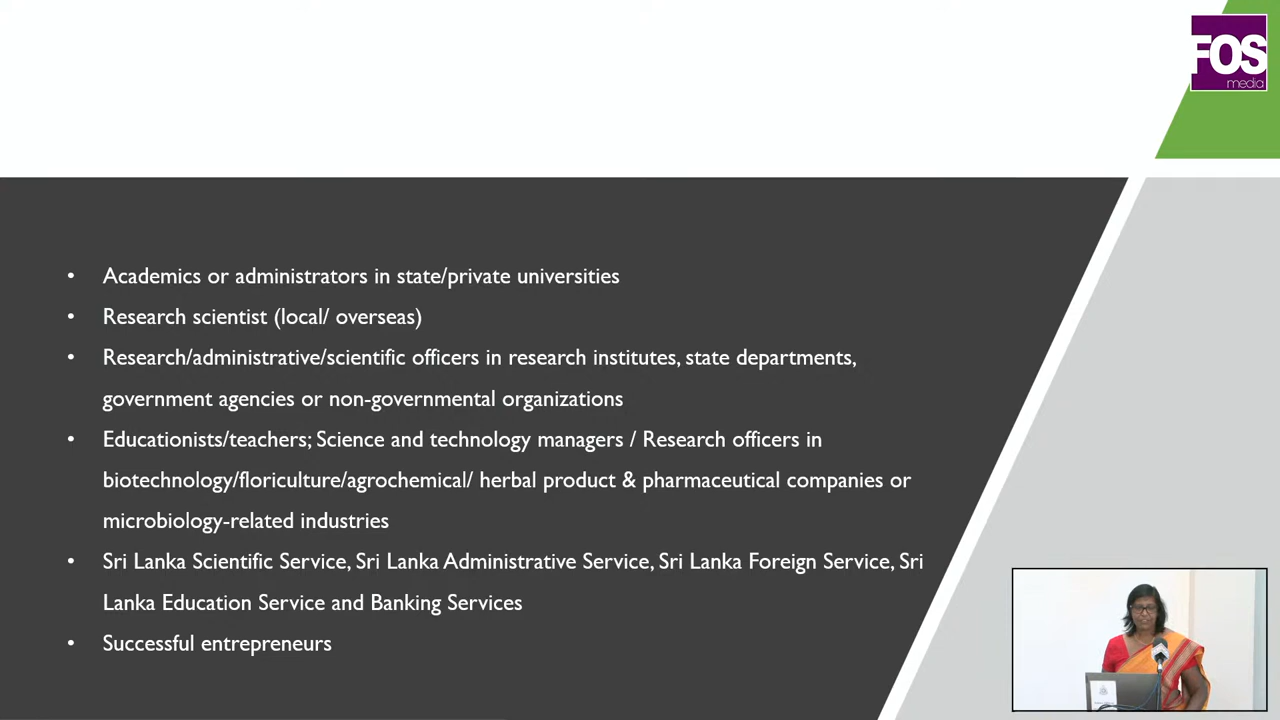 FOS
media
• Academics or administrators in state/private universities
• Research scientist (local/ overseas)
• Research/administrative/scientific officers in research institutes, state departments,
government agencies or non-governmental organizations
• Educationists/teachers; Science and technology managers / Research officers in
biotechnology/floriculture/agrochemical/ herbal product & pharmaceutical companies or
microbiology-related industries
• Sri Lanka Scientific Service, Sri Lanka Administrative Service, Sri Lanka Foreign Service, Sri
Lanka Education Service and Banking Services
• Successful entrepreneurs